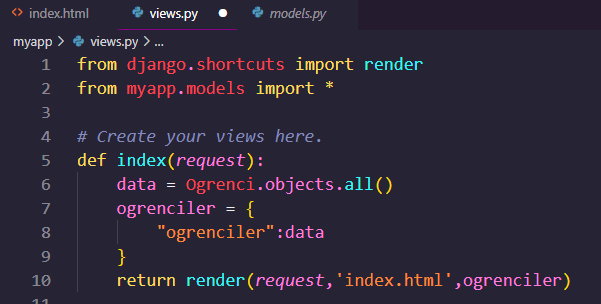 index.html views.py models.py
myapp > views.py > ...
1 from django.shortcuts import render
2 from myapp.models import *
3
4 # Create your views here.
5 def index(request):
6     data = Ogrenci.objects.all()
7     ogrenciler = {
8         "ogrenciler":data
9     }
10     return render(request,'index.html',ogrenciler)
11